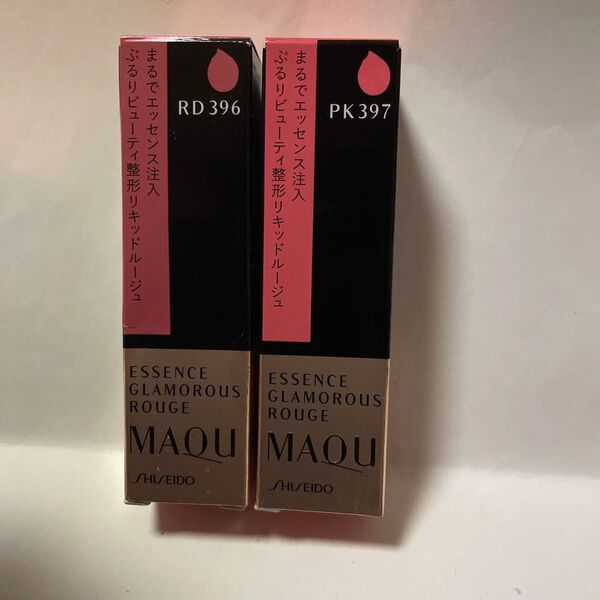 まるでエッセンス注入
ぷるりビューティ整形リキッドルージュ
RD 396
ESSENCE
GLAMOROUS
ROUGE
MAQU
SHISEIDO
まるでエッセンス注入
ぷるりビューティ整形リキッドルージュ
PK 397
ESSENCE
GLAMOROUS
ROUGE
MAQU
SHISEIDO